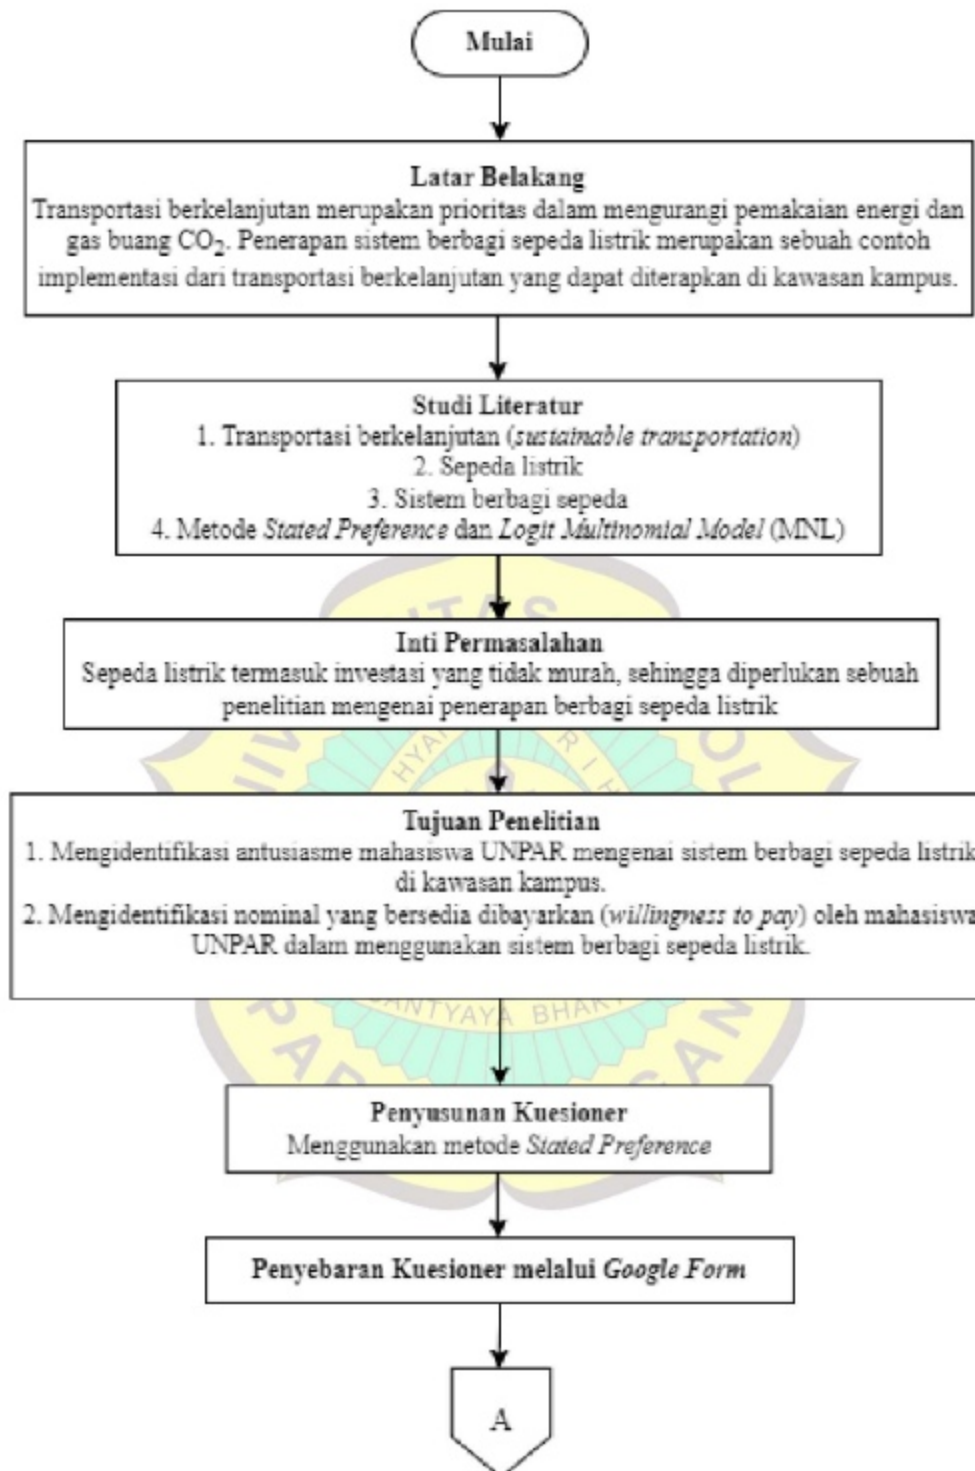 Mulai
Latar Belakang
Transportasi berkelanjutan merupakan prioritas dalam mengurangi pemakaian energi dan
gas buang CO₂. Penerapan sistem berbagi sepeda listrik merupakan sebuah contoh
implementasi dari transportasi berkelanjutan yang dapat diterapkan di kawasan kampus.
Studi Literatur
1. Transportasi berkelanjutan (sustainable transportation)
2. Sepeda listrik
3. Sistem berbagi sepeda
4. Metode Stated Preference dan Logit Multinomial Model (MNL)
Inti Permasalahan
Sepeda listrik termasuk investasi yang tidak murah, sehingga diperlukan sebuah
penelitian mengenai penerapan berbagi sepeda listrik
Tujuan Penelitian
1. Mengidentifikasi antusiasme mahasiswa UNPAR mengenai sistem berbagi sepeda listrik
di kawasan kampus.
2. Mengidentifikasi nominal yang bersedia dibayarkan (willingness to pay) oleh mahasiswa
UNPAR dalam menggunakan sistem berbagi sepeda listrik.
Penyusunan Kuesioner
Menggunakan metode Stated Preference
Penyebaran Kuesioner melalui Google Form
A